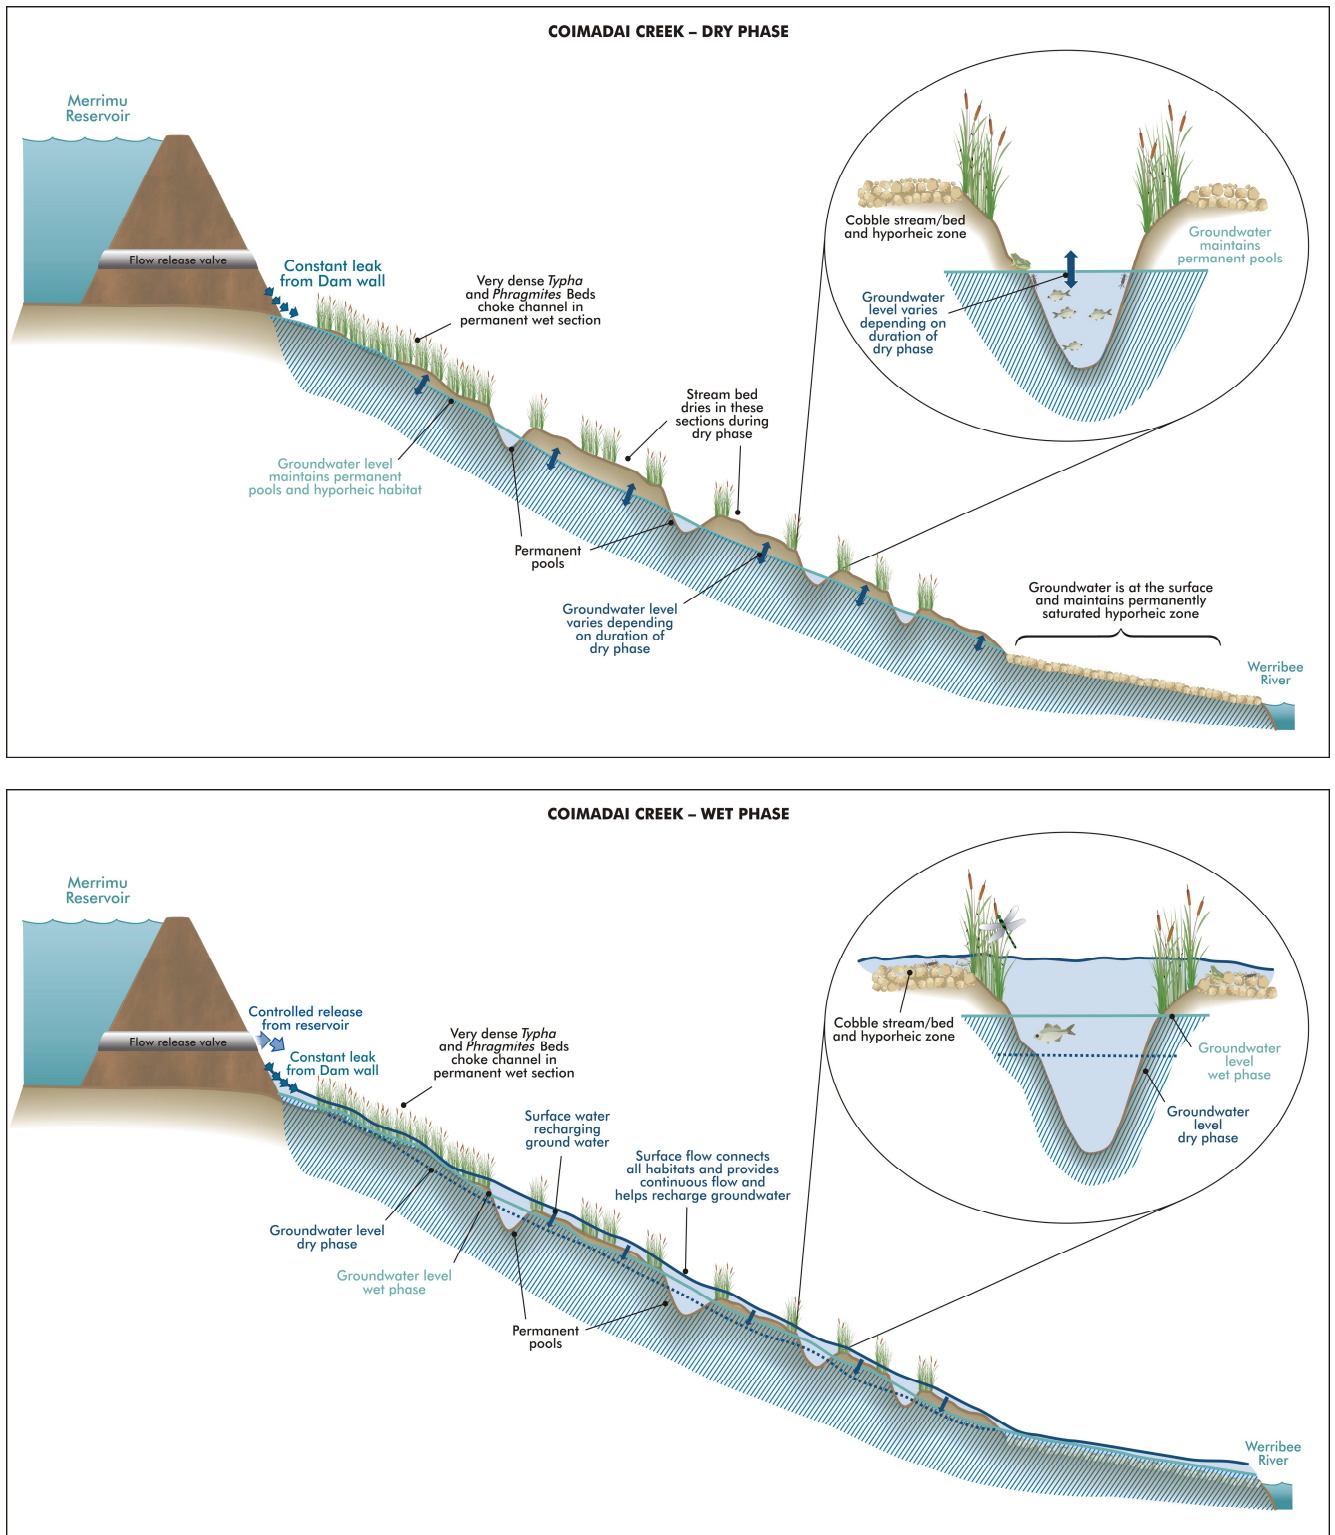 COIMADAI CREEK – DRY PHASE
Merrimu
Reservoir
Flow release valve
Constant leak
from Dam wall
Very dense Typha
and Phragmites Beds
choke channel in
permanent wet section
Cobble stream/bed
and hyporheic zone
Groundwater
maintains
permanent pools
Groundwater
level varies
depending on
duration of
dry phase
Stream bed
dries in these
sections during
dry phase
Groundwater level
maintains permanent
pools and hyporheic habitat
Permanent
pools
Groundwater level
varies depending
on duration of
dry phase
Groundwater is at the surface
and maintains permanently
saturated hyporheic zone
Werribee
River
COIMADAI CREEK – WET PHASE
Merrimu
Reservoir
Controlled release
from reservoir
Flow release valve
Constant leak
from Dam wall
Very dense Typha
and Phragmites Beds
choke channel in
permanent wet section
Cobble stream/bed
and hyporheic zone
Groundwater
level
wet phase
Groundwater
level
dry phase
Surface water
recharging
ground water
Surface flow connects
all habitats and provides
continuous flow and
helps recharge groundwater
Groundwater level
dry phase
Groundwater level
wet phase
Permanent
pools
Werribee
River